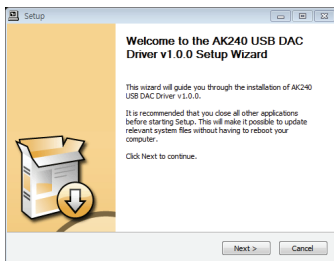 Setup
Welcome to the AK240 USB DAC
Driver v1.0.0 Setup Wizard
This wizard will guide you through the installation of AK240
USB DAC Driver v1.0.0.
It is recommended that you close all other applications
before starting Setup. This will make it possible to update
relevant system files without having to reboot your
computer.
Click Next to continue.
Next >
Cancel